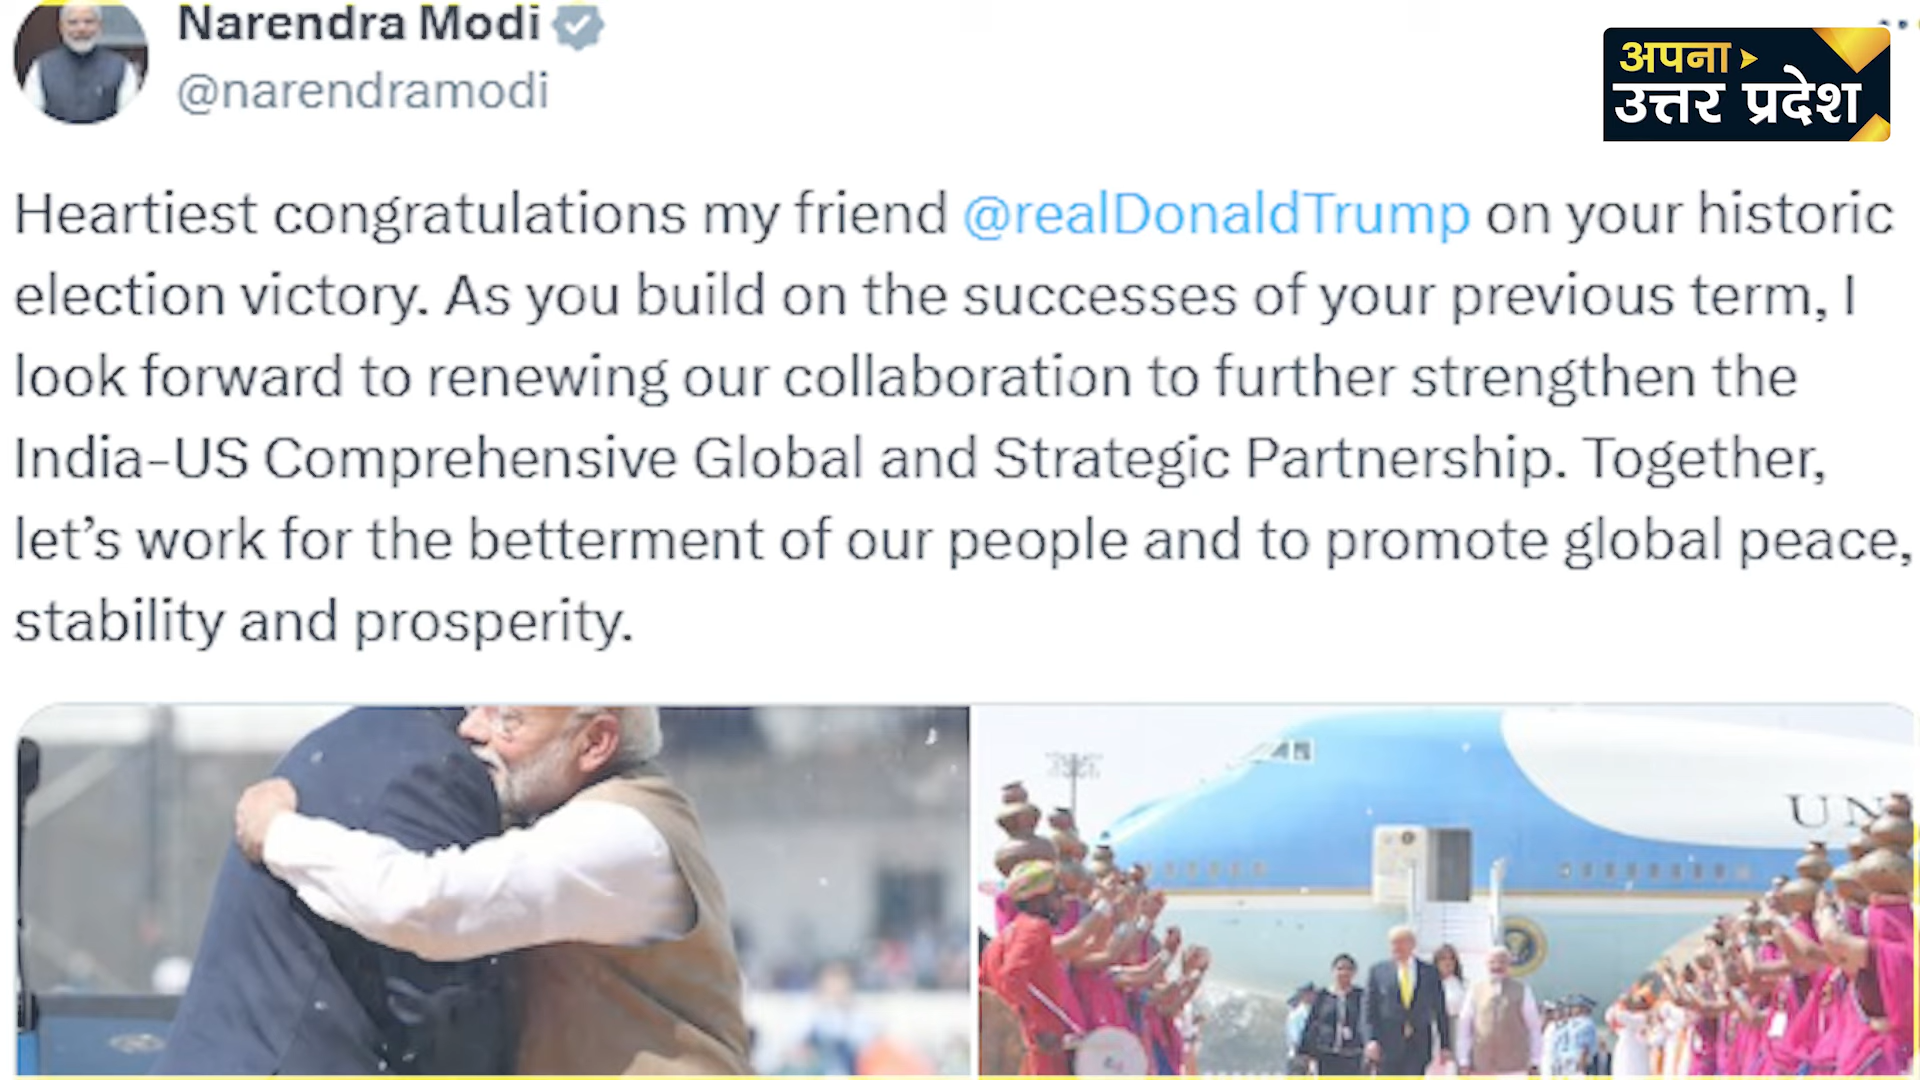 Narendra Modi
@narendramodi
अपना
उत्तर प्रदेश
Heartiest congratulations my friend @realDonaldTrump on your historic
election victory. As you build on the successes of your previous term, I
look forward to renewing our collaboration to further strengthen the
India-US Comprehensive Global and Strategic Partnership. Together,
let’s work for the betterment of our people and to promote global peace,
stability and prosperity.
UN